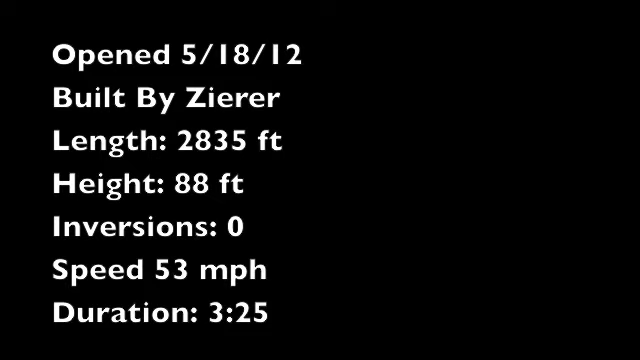 Opened 5/18/12
Built By Zierer
Length: 2835 ft
Height: 88 ft
Inversions: 0
Speed 53 mph
Duration: 3:25